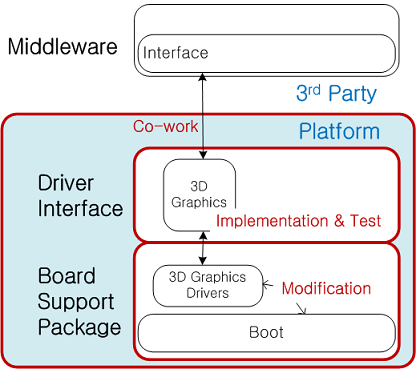 Middleware
Interface
3rd Party
Co-work
Platform
Driver
Interface
3D
Graphics
Implementation & Test
Board
Support
Package
3D Graphics
Drivers
Modification
Boot